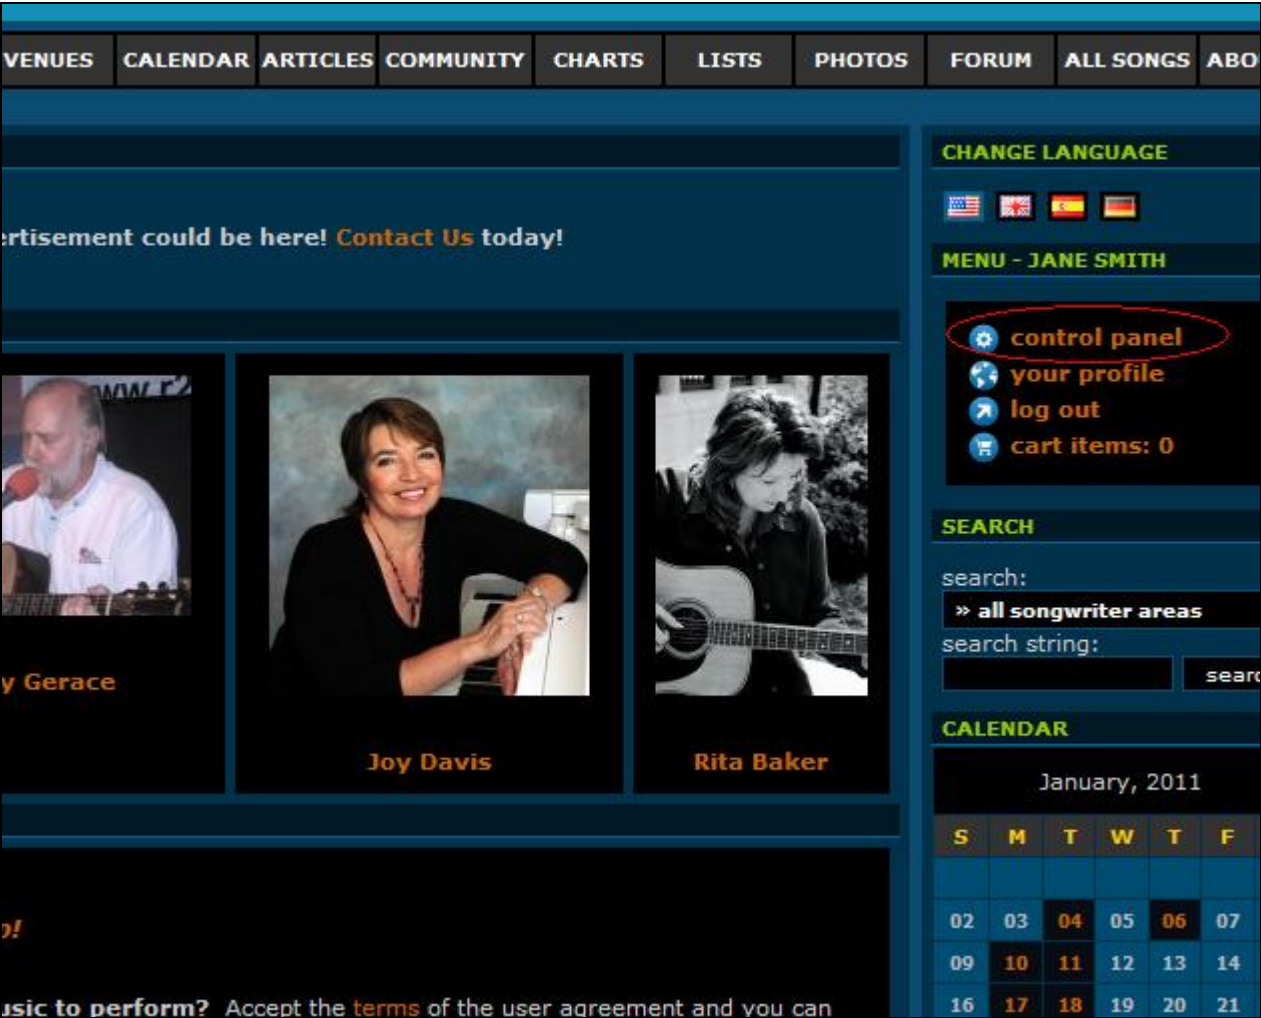 VENUES CALENDAR ARTICLES COMMUNITY CHARTS LISTS PHOTOS FORUM ALL SONGS ABO
ertisement could be here! Contact Us today!
www.r2
y Gerace
Joy Davis
Rita Baker
o!
usic to perform? Accept the terms of the user agreement and you can
CHANGE LANGUAGE
MENU - JANE SMITH
control panel
your profile
log out
cart items: 0
SEARCH
search:
» all songwriter areas
search string:
searc
CALENDAR
January, 2011
S M T W T F
02 03 04 05 06 07
09 10 11 12 13 14
16 17 18 19 20 21